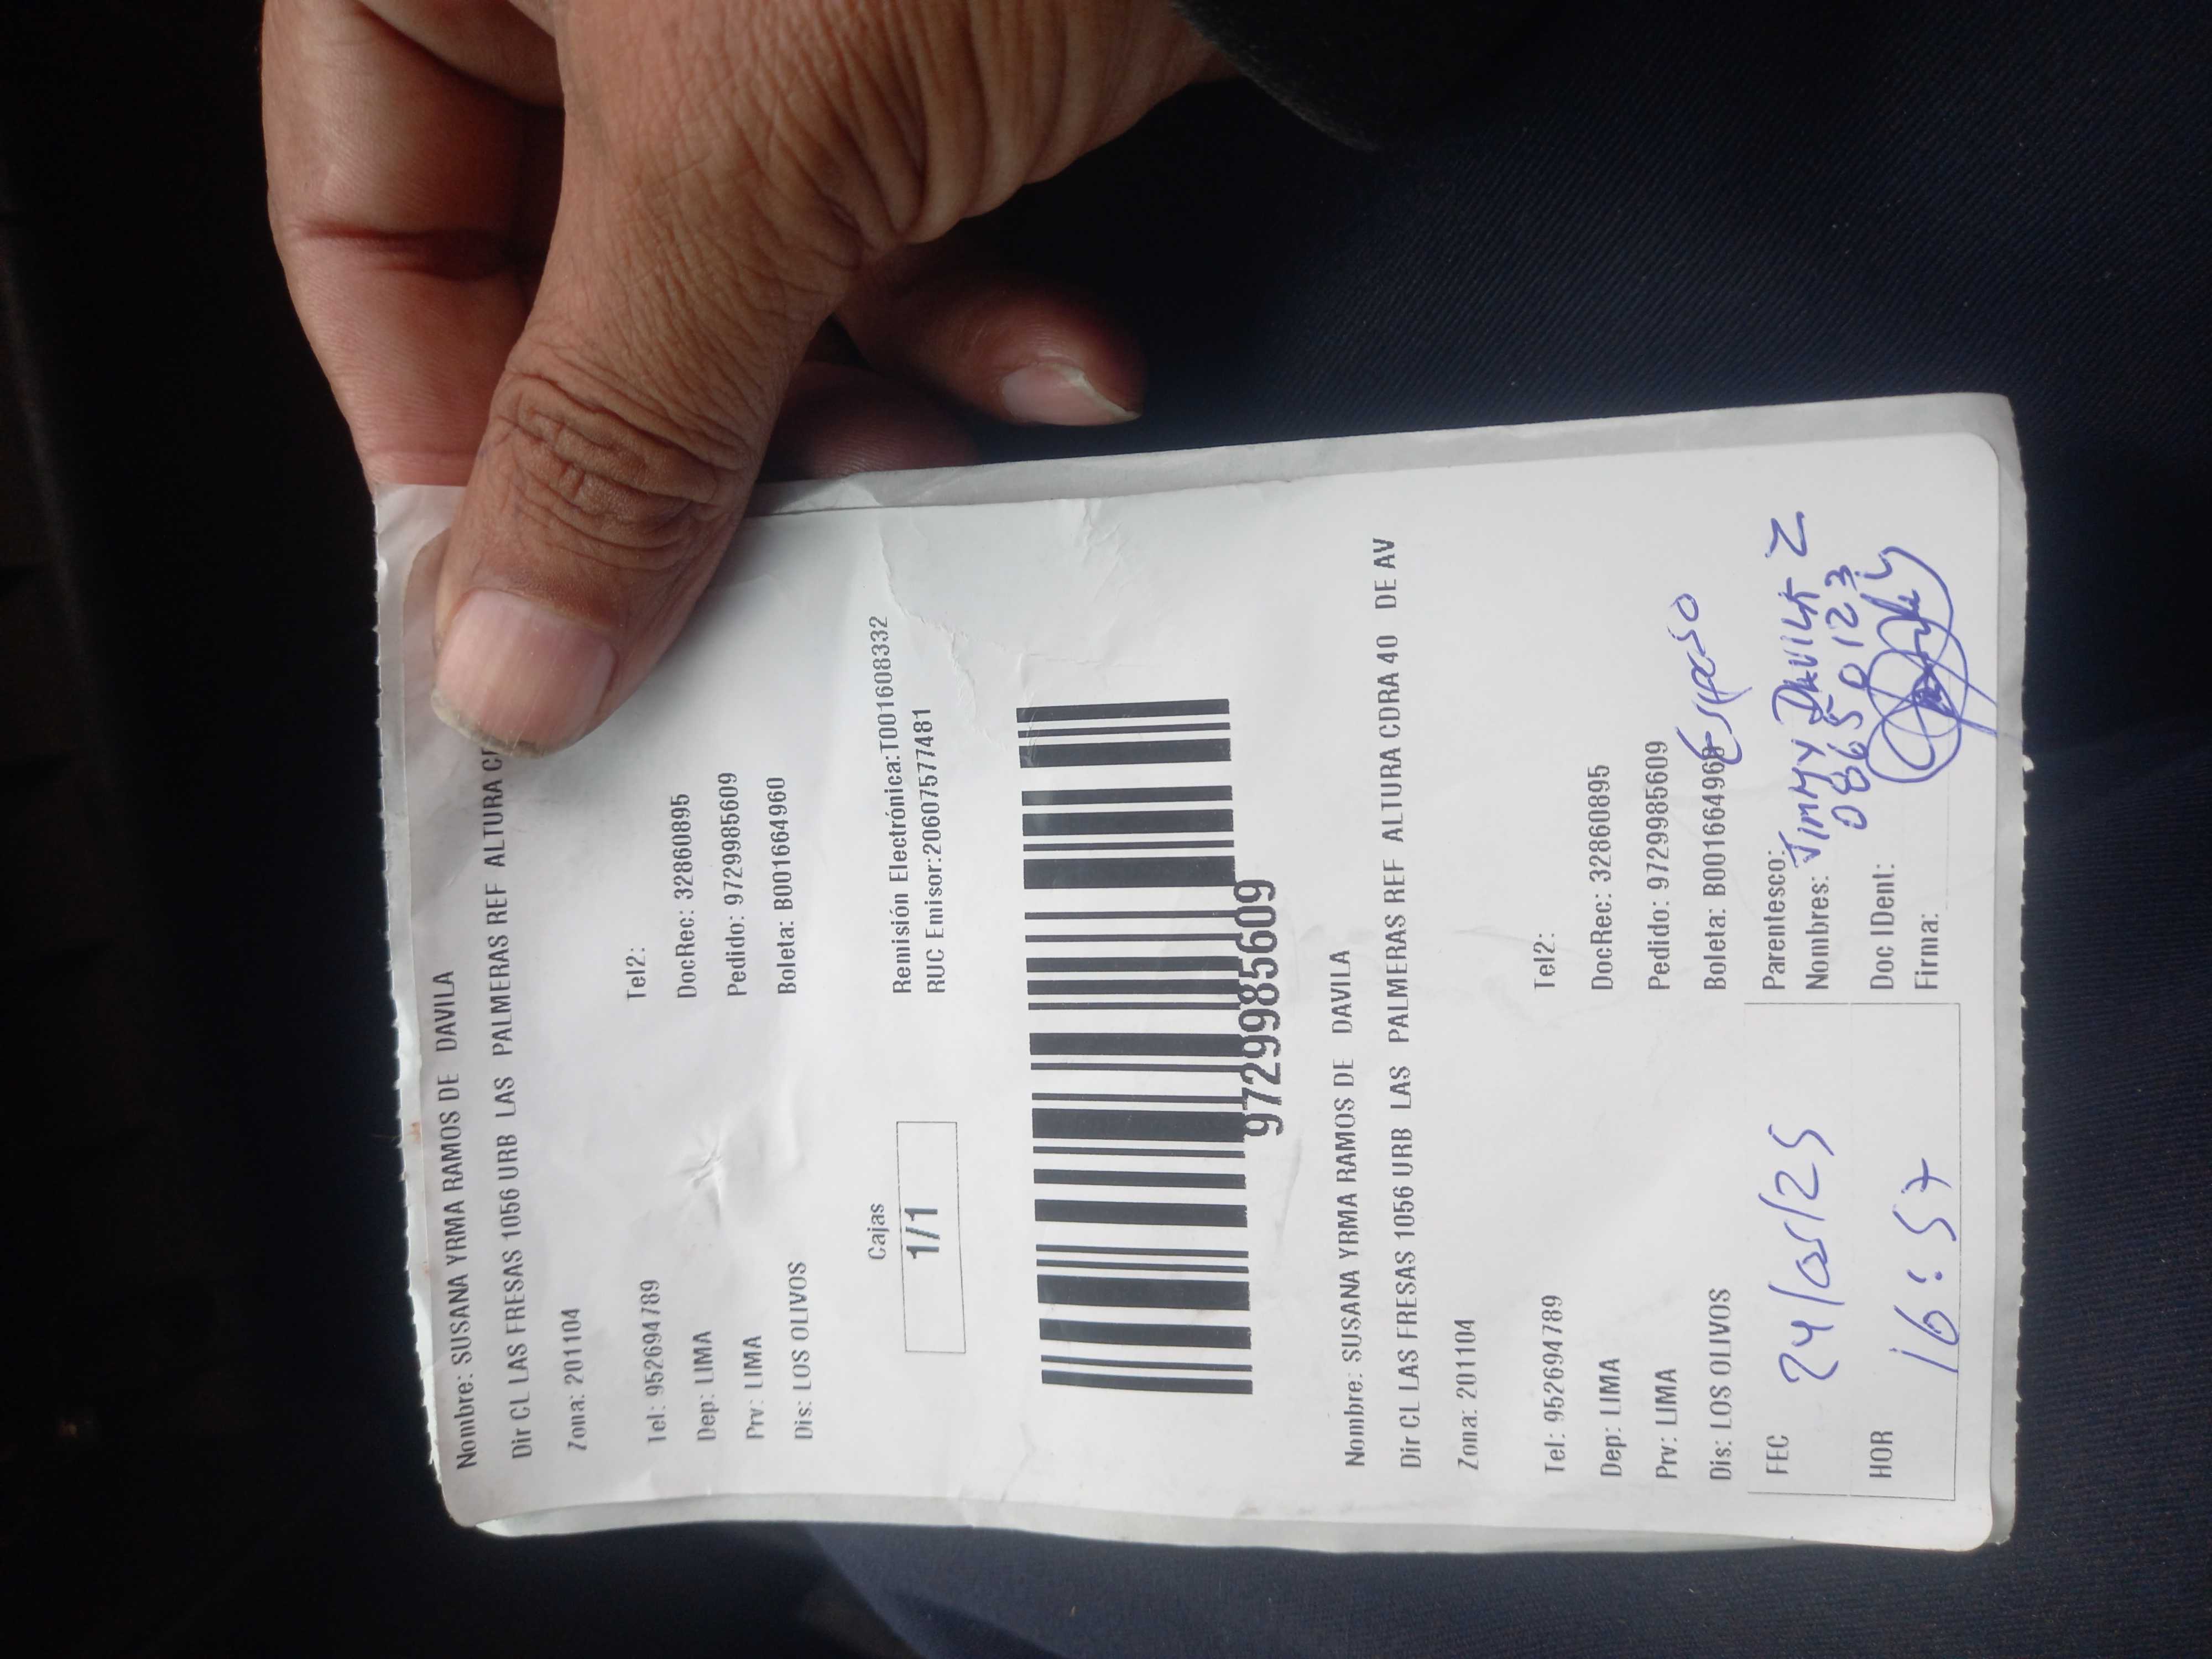 Nombre: SUSANA YRMA RAMOS DE DAVILA
Dir CL LAS FRESAS 1056 URB LAS PALMERAS REF ALTURA
Zona: 201104
Tel: 952694789 Tel2:
Dep: LIMA DocRec: 32860895
Prv: LIMA Pedido: 9729985609
Dis: LOS OLIVOS Boleta: B001664960
Cajas Remisión Electrónica:T001608332
1/1 RUC Emisor:20607577481
9729985609
Nombre: SUSANA YRMA RAMOS DE DAVILA
Dir CL LAS FRESAS 1056 URB LAS PALMERAS REF ALTURA CDRA 40 DE AV
Zona: 201104
Tel: 952694789 Tel2:
Dep: LIMA DocRec: 32860895
Prv: LIMA Pedido: 9729985609
Dis: LOS OLIVOS Boleta: B001664960
FEC 24/05/25 Parentesco: Esposo
Nombres: Jimmy DAVILA Z
HOR 16:57 Doc IDent: 08650123
Firma: